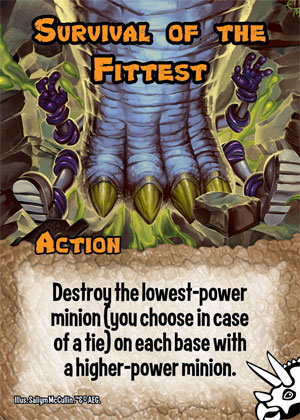 Survival of the
Fittest
Action
Destroy the lowest-power
minion (you choose in case
of a tie) on each base with
a higher-power minion.
Illus. Sallym McCullin. ™&© AEG.